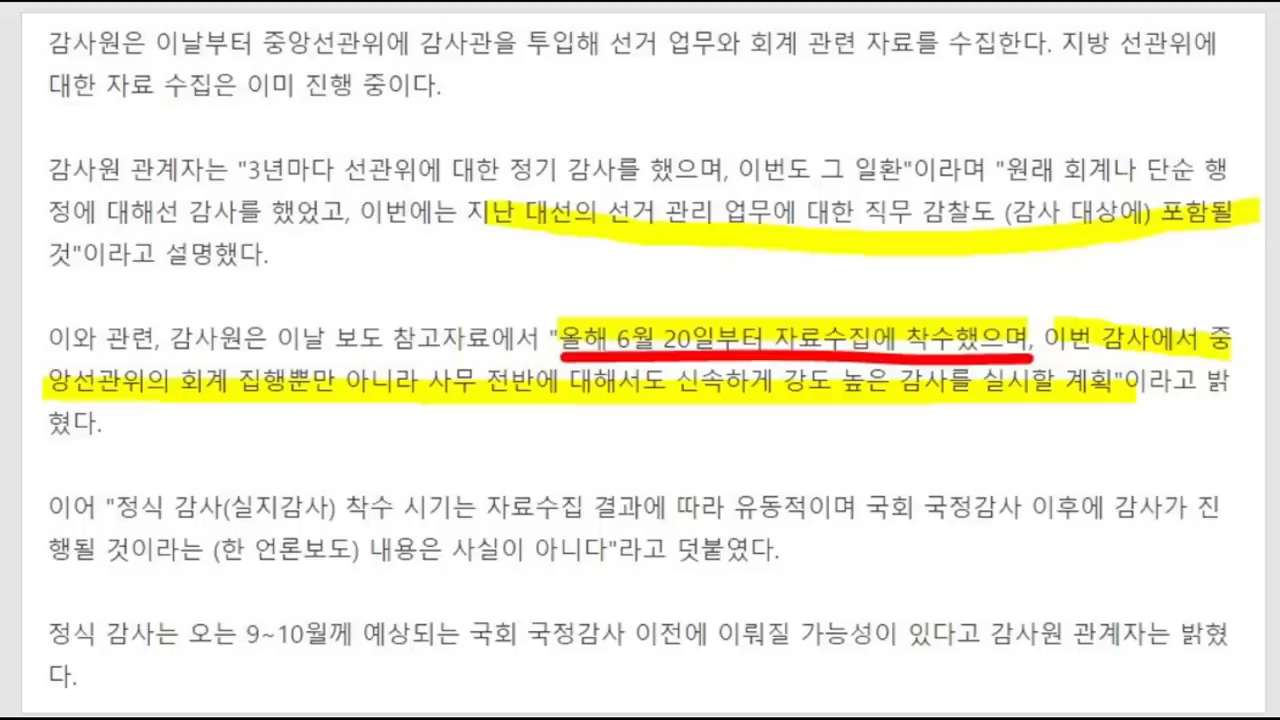 감사원은 이날부터 중앙선관위에 감사관을 투입해 선거 업무와 회계 관련 자료를 수집한다. 지방 선관위에
대한 자료 수집은 이미 진행 중이다.
감사원 관계자는 "3년마다 선관위에 대한 정기 감사를 했으며, 이번도 그 일환"이라며 "원래 회계나 단순 행
정에 대해선 감사를 했었고, 이번에는 지난 대선의 선거 관리 업무에 대한 직무 감찰도 (감사 대상에) 포함될
것"이라고 설명했다.
이와 관련, 감사원은 이날 보도 참고자료에서 "올해 6월 20일부터 자료수집에 착수했으며, 이번 감사에서 중
앙선관위의 회계 집행뿐만 아니라 사무 전반에 대해서도 신속하게 강도 높은 감사를 실시할 계획"이라고 밝
혔다.
이어 "정식 감사(실지감사) 착수 시기는 자료수집 결과에 따라 유동적이며 국회 국정감사 이후에 감사가 진
행될 것이라는 (한 언론보도) 내용은 사실이 아니다"라고 덧붙였다.
정식 감사는 오는 9~10월께 예상되는 국회 국정감사 이전에 이뤄질 가능성이 있다고 감사원 관계자는 밝혔
다.